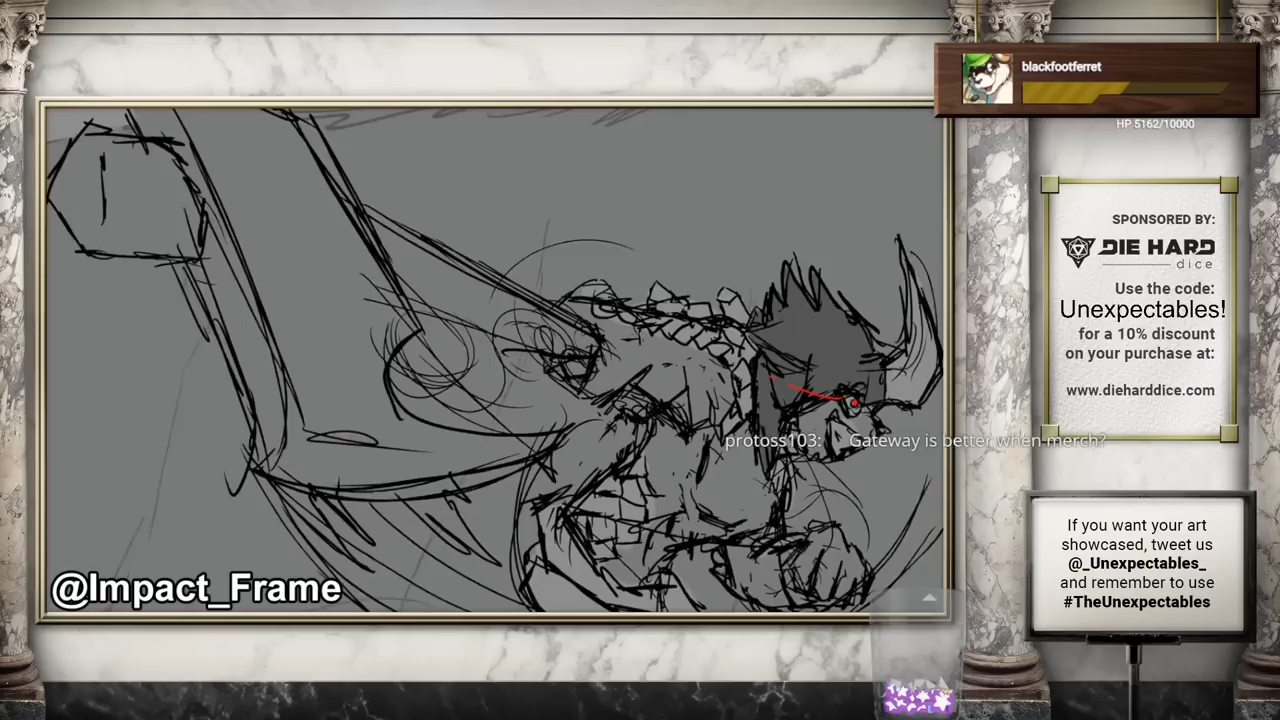 blackfootferret
HP 5162/10000
SPONSORED BY:
DIE HARD
dice
Use the code:
Unexpectables!
for a 10% discount
on your purchase at:
www.dieharddice.com
protoss103: Gateway is better when merch?
If you want your art
showcased, tweet us
@_Unexpectables_
and remember to use
#TheUnexpectables
@Impact_Frame